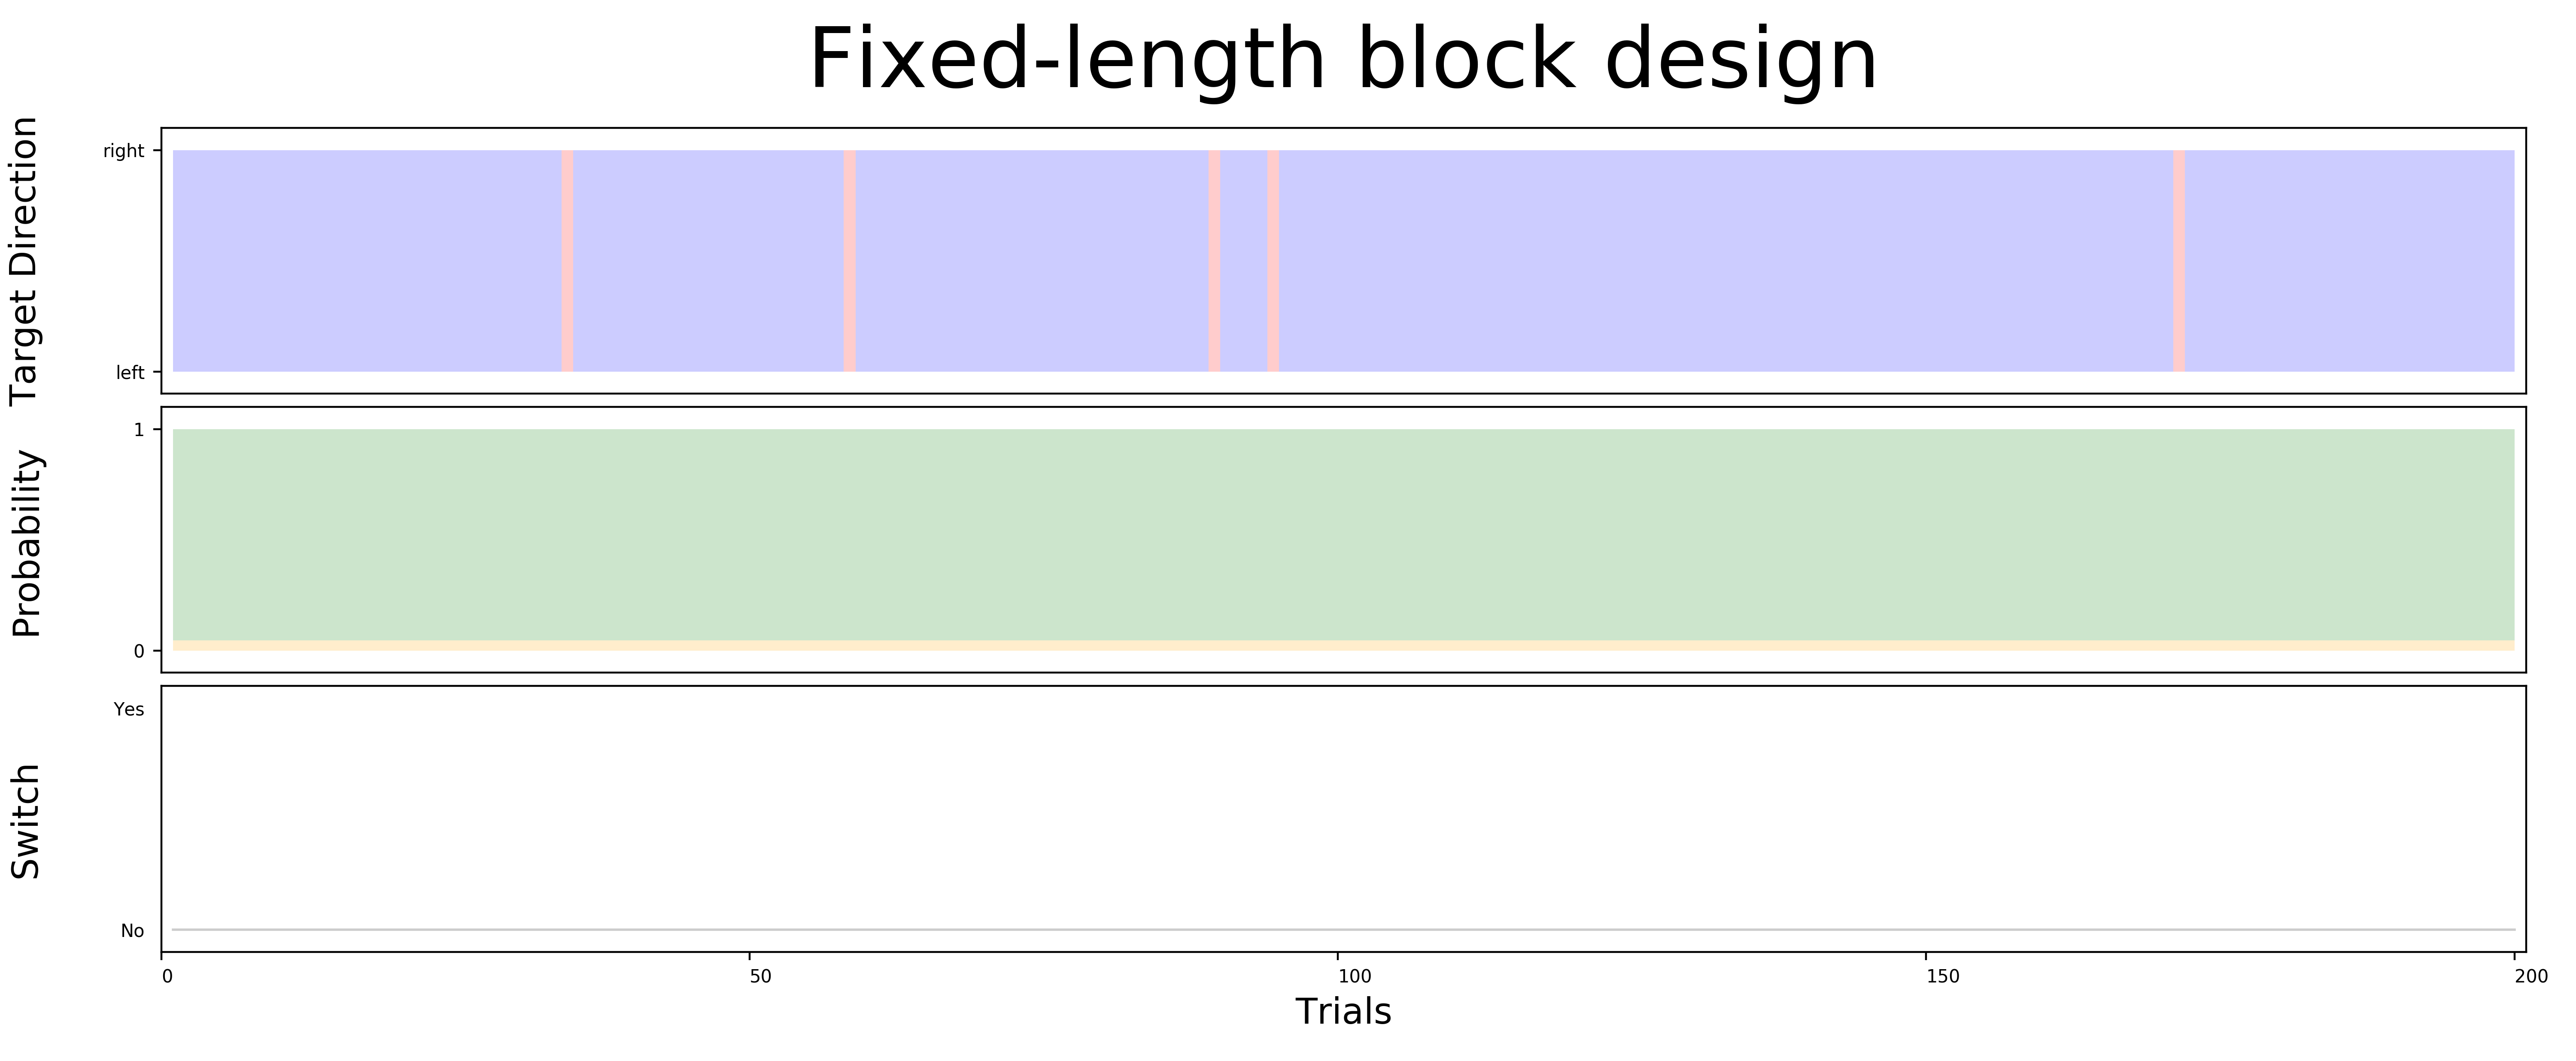 Fixed-length block design
Target Direction
right
left
Probability
1
0
Switch
Yes
No
0 50 100 150 200
Trials